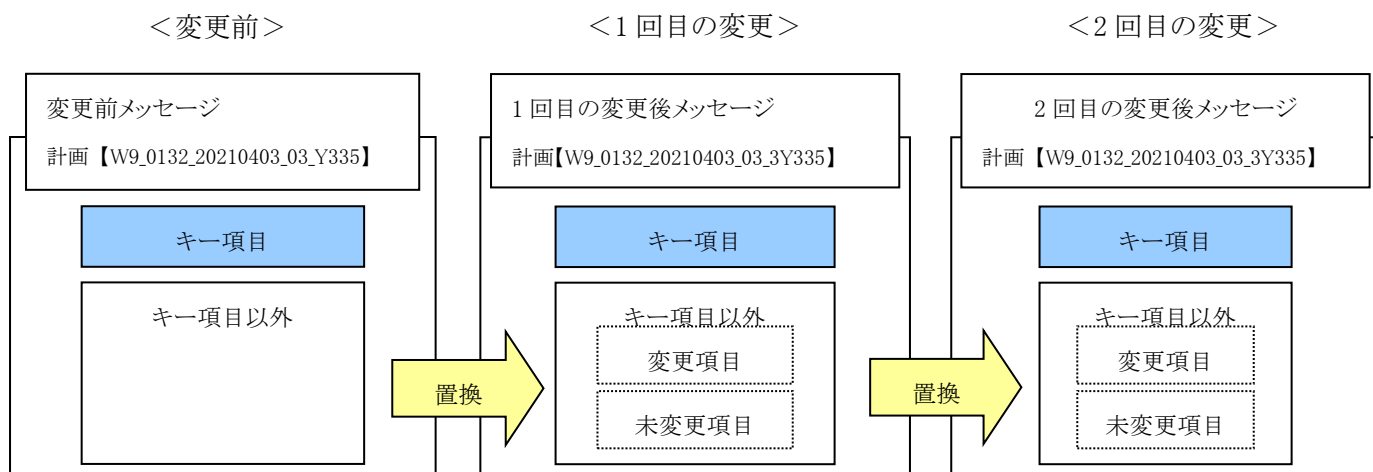 <変更前>
<1回目の変更>
<2回目の変更>
変更前メッセージ
計画【W9_0132_20210403_03_Y335】
1回目の変更後メッセージ
計画【W9_0132_20210403_03_3Y335】
2回目の変更後メッセージ
計画【W9_0132_20210403_03_3Y335】
キー項目
キー項目
キー項目
キー項目以外
キー項目以外
キー項目以外
変更項目
変更項目
置換
置換
未変更項目
未変更項目